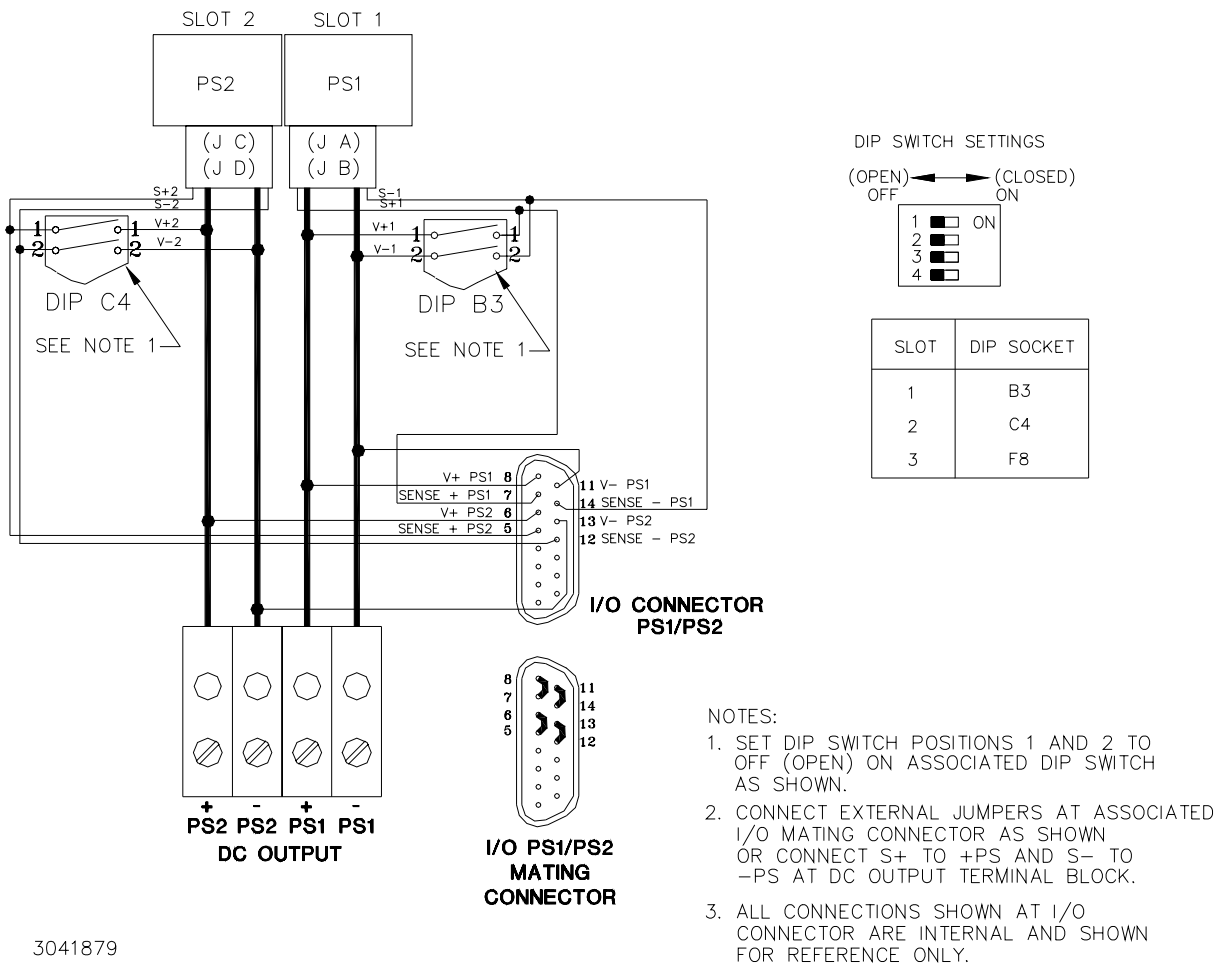 SLOT 2 SLOT 1
PS2 PS1
(J C) (J A)
(J D) (J B)
S+2 S-1
S-2 S+1
V+2 V+1
V-2 V-1
1 1 1 1
2 2 2 2
DIP C4 DIP B3
SEE NOTE 1 SEE NOTE 1
DIP SWITCH SETTINGS
(OPEN) (CLOSED)
OFF ON
1 ON
2
3
4
SLOT DIP SOCKET
1 B3
2 C4
3 F8
V+ PS1 8 11 V- PS1
SENSE + PS1 7 14 SENSE - PS1
V+ PS2 6 13 V- PS2
SENSE + PS2 5 12 SENSE - PS2
I/O CONNECTOR
PS1/PS2
8 11
7 14
6 13
5 12
+ - + -
PS2 PS2 PS1 PS1
DC OUTPUT
I/O PS1/PS2
MATING
CONNECTOR
NOTES:
1. SET DIP SWITCH POSITIONS 1 AND 2 TO
OFF (OPEN) ON ASSOCIATED DIP SWITCH
AS SHOWN.
2. CONNECT EXTERNAL JUMPERS AT ASSOCIATED
I/O MATING CONNECTOR AS SHOWN
OR CONNECT S+ TO +PS AND S- TO
-PS AT DC OUTPUT TERMINAL BLOCK.
3. ALL CONNECTIONS SHOWN AT I/O
CONNECTOR ARE INTERNAL AND SHOWN
FOR REFERENCE ONLY.
3041879